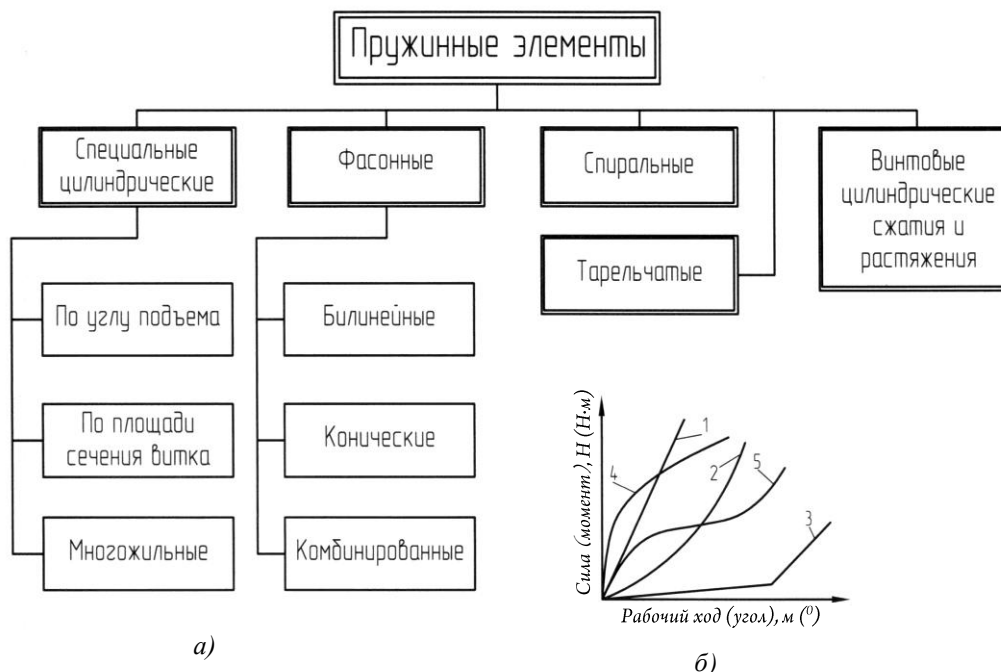 Пружинные элементы
Специальные
цилиндрические
Фасонные
Спиральные
Винтовые
цилиндрические
сжатия и
растяжения
Тарельчатые
По углу подъема
Билинейные
По площади
сечения витка
Конические
Многожильные
Комбинированные
Сила (момент), Н (Н·м)
1
2
3
4
5
Рабочий ход (угол), м (⁰)
а)
б)